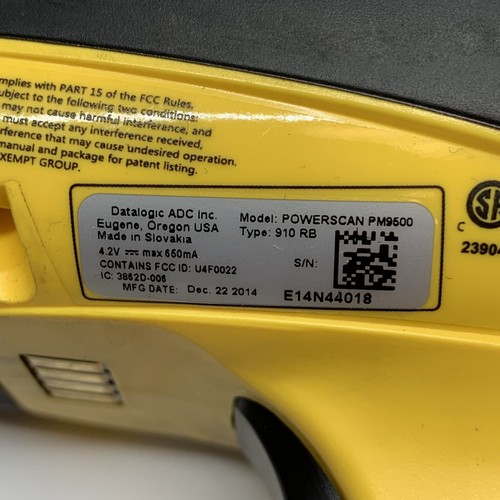 mplies with PART 15 of the FCC Rules.
ubject to the following two conditions:
may not cause harmful interference, and
must accept any interference received,
rference that may cause undesired operation.
manual and package for patent listing.
EXEMPT GROUP.
Datalogic ADC Inc.
Eugene, Oregon USA
Made in Slovakia
4.2V max 650mA
CONTAINS FCC ID: U4F0022
IC: 3862D-006
MFG DATE: Dec. 22 2014
Model: POWERSCAN PM9500
Type: 910 RB
S/N:
E14N44018
C
23904